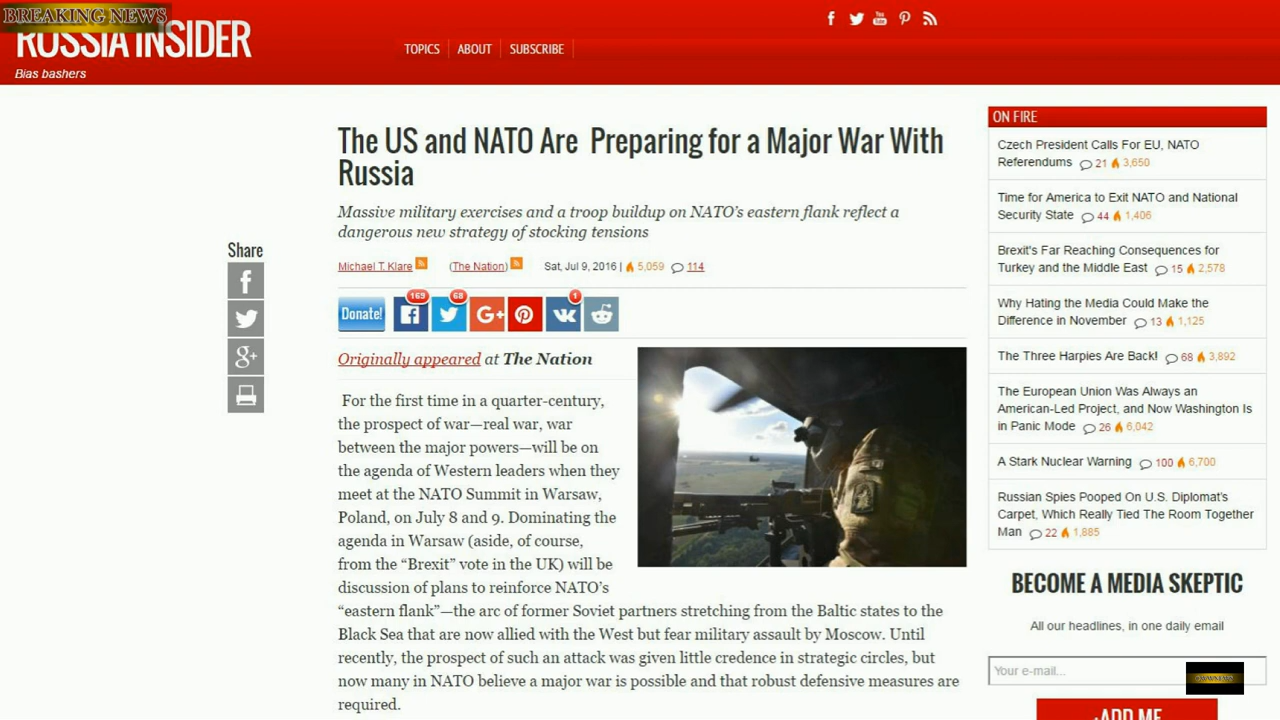 BREAKING NEWS
RUSSIA INSIDER
Bias bashers
TOPICS
ABOUT
SUBSCRIBE
The US and NATO Are Preparing for a Major War With
Russia
Massive military exercises and a troop buildup on NATO's eastern flank reflect a
dangerous new strategy of stocking tensions
Michael T. Klare (The Nation) Sat, Jul 9, 2016 | 5,059 114
Share
Donate! 169 68 1
Originally appeared at The Nation
For the first time in a quarter-century,
the prospect of war—real war, war
between the major powers—will be on
the agenda of Western leaders when they
meet at the NATO Summit in Warsaw,
Poland, on July 8 and 9. Dominating the
agenda in Warsaw (aside, of course,
from the “Brexit” vote in the UK) will be
discussion of plans to reinforce NATO’s
“eastern flank”—the arc of former Soviet partners stretching from the Baltic states to the
Black Sea that are now allied with the West but fear military assault by Moscow. Until
recently, the prospect of such an attack was given little credence in strategic circles, but
many in NATO believe a major war is possible and that robust defensive measures are
required.
ON FIRE
Czech President Calls For EU, NATO
Referendums 21 3,650
Time for America to Exit NATO and National
Security State 44 1,406
Brexit's Far Reaching Consequences for
Turkey and the Middle East 15 2,578
Why Hating the Media Could Make the
Difference in November 13 1,125
The Three Harpies Are Back! 68 3,892
The European Union Was Always an
American-Led Project, and Now Washington Is
in Panic Mode 26 6,042
A Stark Nuclear Warning 100 6,700
Russian Spies Pooped On U.S. Diplomat's
Carpet, Which Really Tied The Room Together
Man 22 1,885
BECOME A MEDIA SKEPTIC
All our headlines, in one daily email
Your e-mail...
ADD ME